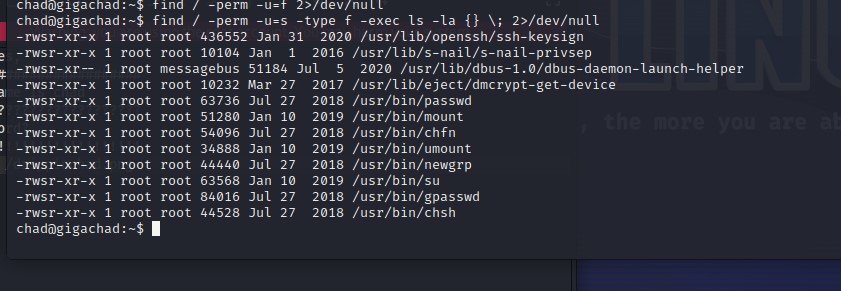 chad@gigachad:~$ find / -perm -u=f 2>/dev/null
chad@gigachad:~$ find / -perm -u=s -type f -exec ls -la {} \; 2>/dev/null
-rwsr-xr-x 1 root root 436552 Jan 31  2020 /usr/lib/openssh/ssh-keysign
-rwsr-xr-x 1 root root 10104 Jan  1  2016 /usr/lib/s-nail/s-nail-privsep
-rwsr-xr-- 1 root messagebus 51184 Jul  5  2020 /usr/lib/dbus-1.0/dbus-daemon-launch-helper
-rwsr-xr-x 1 root root 10232 Mar 27  2017 /usr/lib/eject/dmcrypt-get-device
-rwsr-xr-x 1 root root 63736 Jul 27  2018 /usr/bin/passwd
-rwsr-xr-x 1 root root 51280 Jan 10  2019 /usr/bin/mount
-rwsr-xr-x 1 root root 54096 Jul 27  2018 /usr/bin/chfn
-rwsr-xr-x 1 root root 34888 Jan 10  2019 /usr/bin/umount
-rwsr-xr-x 1 root root 44440 Jul 27  2018 /usr/bin/newgrp
-rwsr-xr-x 1 root root 63568 Jan 10  2019 /usr/bin/su
-rwsr-xr-x 1 root root 84016 Jul 27  2018 /usr/bin/gpasswd
-rwsr-xr-x 1 root root 44528 Jul 27  2018 /usr/bin/chsh
chad@gigachad:~$
, the more you are ab